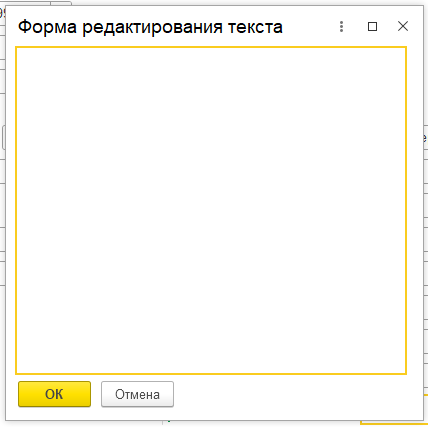 Форма редактирования текста
ОК
Отмена